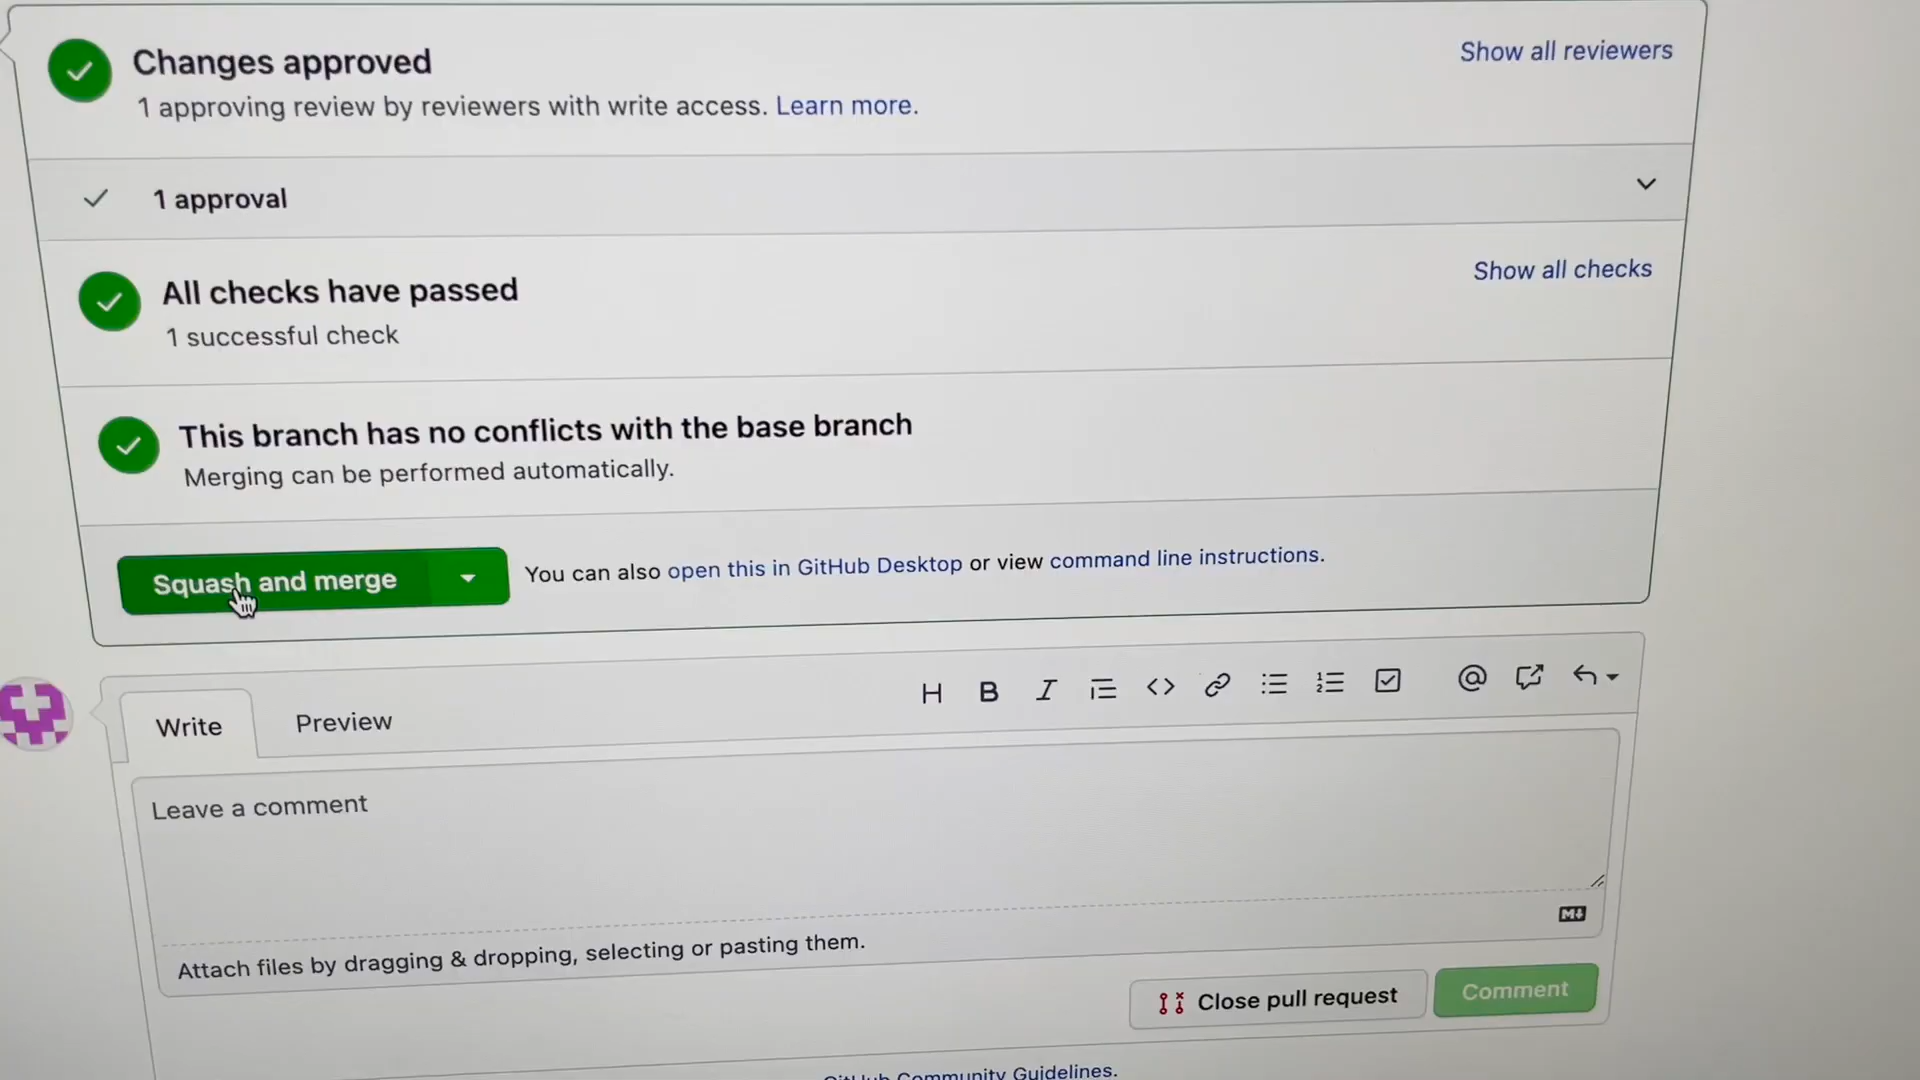 Changes approved
Show all reviewers
1 approving review by reviewers with write access. Learn more.
1 approval
All checks have passed
Show all checks
1 successful check
This branch has no conflicts with the base branch
Merging can be performed automatically.
Squash and merge
You can also open this in GitHub Desktop or view command line instructions.
Write
Preview
H B I
Leave a comment
Attach files by dragging & dropping, selecting or pasting them.
Close pull request
Comment
GitHub Community Guidelines.